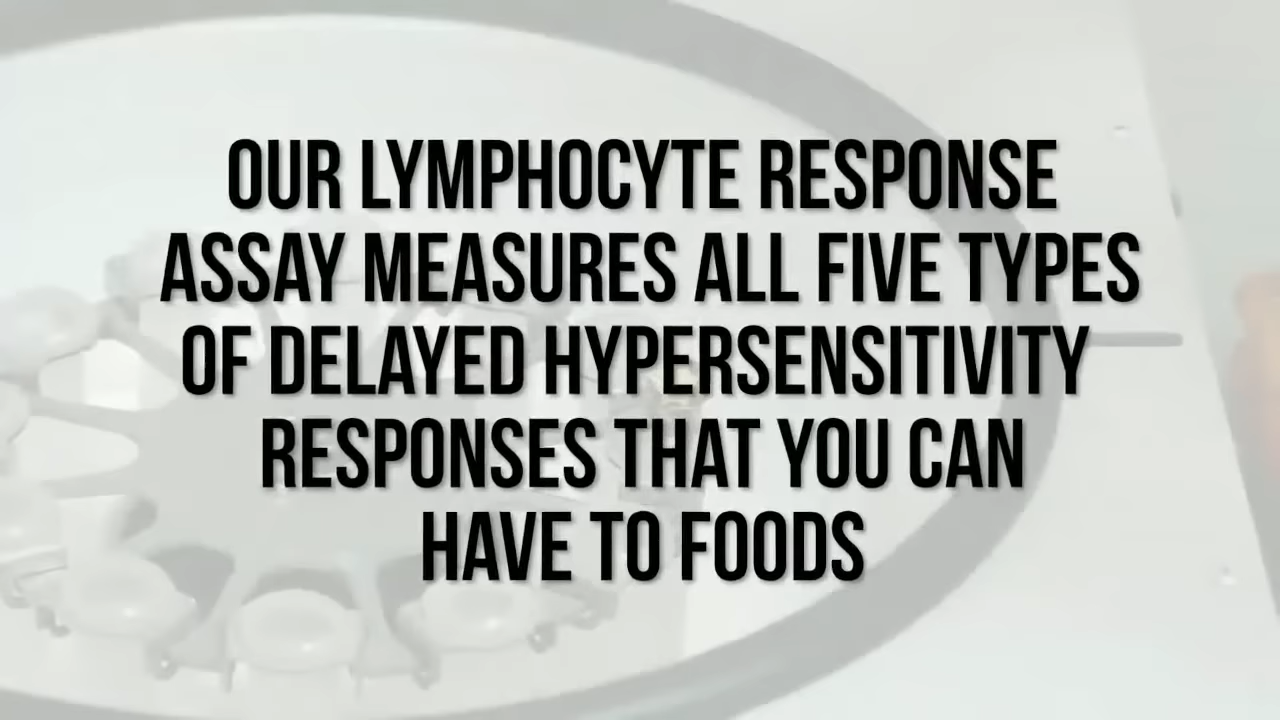 OUR LYMPHOCYTE RESPONSE
ASSAY MEASURES ALL FIVE TYPES
OF DELAYED HYPERSENSITIVITY
RESPONSES THAT YOU CAN
HAVE TO FOODS